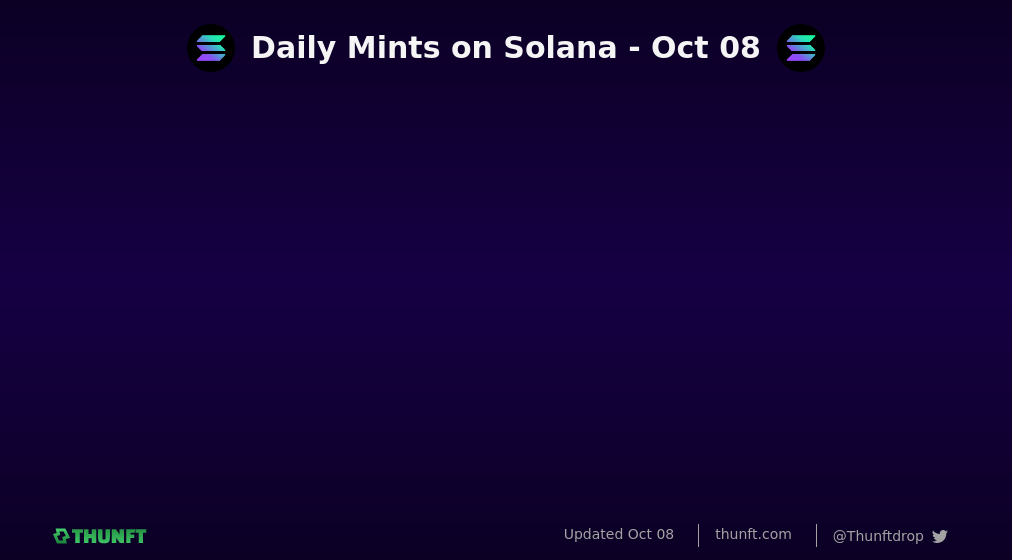 Daily Mints on Solana - Oct 08
THUNFT
Updated Oct 08
thunft.com
@Thunftdrop